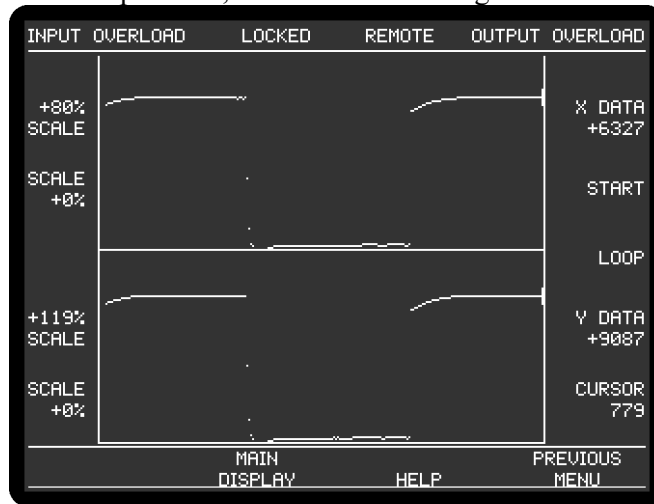 INPUT OVERLOAD LOCKED REMOTE OUTPUT OVERLOAD
+80%
SCALE
X DATA
+6327
SCALE
+0%
START
LOOP
+119%
SCALE
Y DATA
+9087
SCALE
+0%
CURSOR
779
MAIN
DISPLAY
HELP
PREVIOUS
MENU